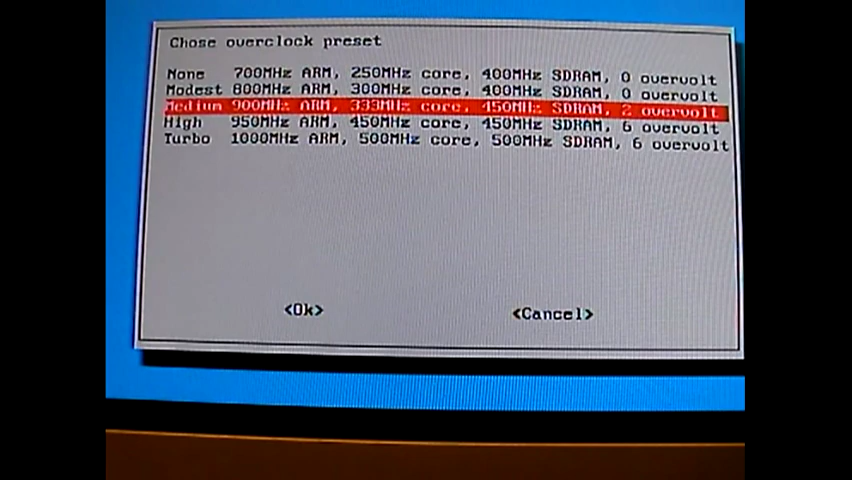 Chose overclock preset
None 700MHz ARM, 250MHz core, 400MHz SDRAM, 0 overvolt
Modest 800MHz ARM, 300MHz core, 400MHz SDRAM, 0 overvolt
Medium 900MHz ARM, 333MHz core, 450MHz SDRAM, 2 overvolt
High 950MHz ARM, 450MHz core, 450MHz SDRAM, 6 overvolt
Turbo 1000MHz ARM, 500MHz core, 500MHz SDRAM, 6 overvolt
<Ok> <Cancel>